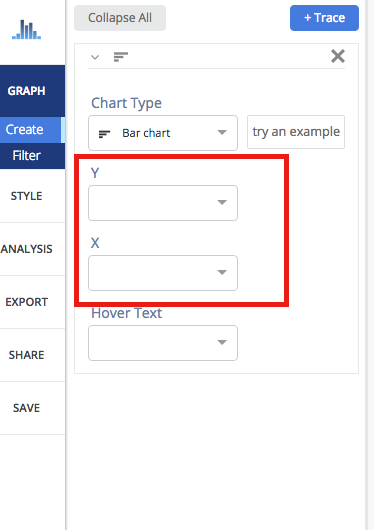 Collapse All
+ Trace
GRAPH
Create
Filter
STYLE
ANALYSIS
EXPORT
SHARE
SAVE
Chart Type
Bar chart
try an example
Y
X
Hover Text